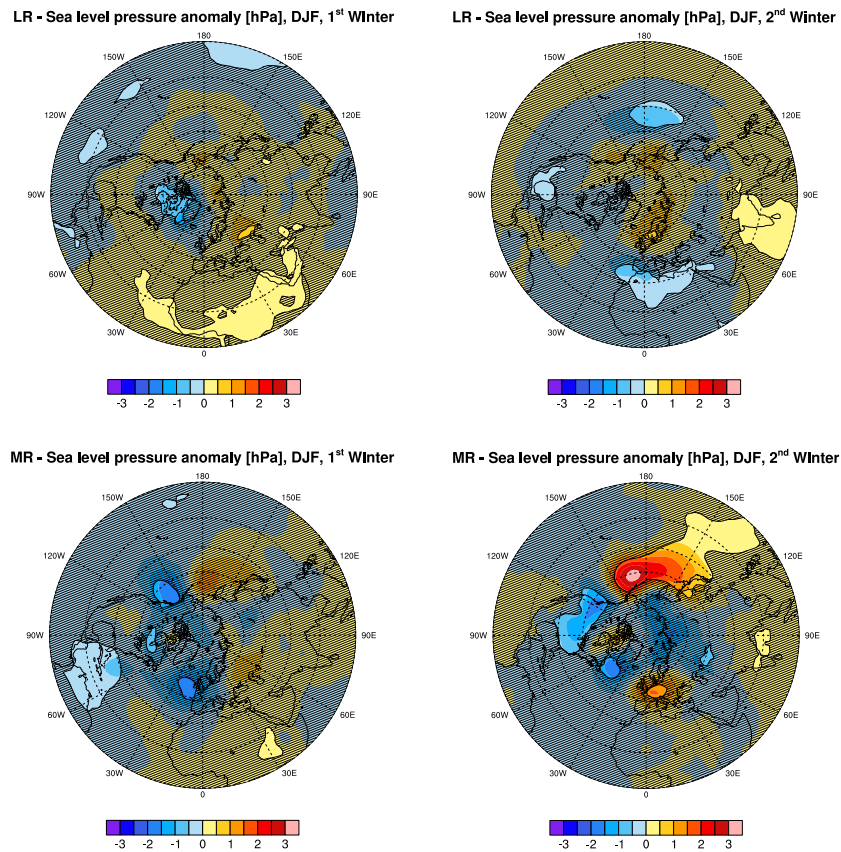 LR - Sea level pressure anomaly [hPa], DJF, 1st WInter
LR - Sea level pressure anomaly [hPa], DJF, 2nd WInter
180
150W
150E
120W
120E
90W
90E
60W
60E
30W
30E
0
180
150W
150E
120W
120E
90W
90E
60W
60E
30W
30E
0
-3 -2 -1 0 1 2 3
-3 -2 -1 0 1 2 3
MR - Sea level pressure anomaly [hPa], DJF, 1st WInter
MR - Sea level pressure anomaly [hPa], DJF, 2nd WInter
180
150W
150E
120W
120E
90W
90E
60W
60E
30W
30E
0
180
150W
150E
120W
120E
90W
90E
60W
60E
30W
30E
0
-3 -2 -1 0 1 2 3
-3 -2 -1 0 1 2 3